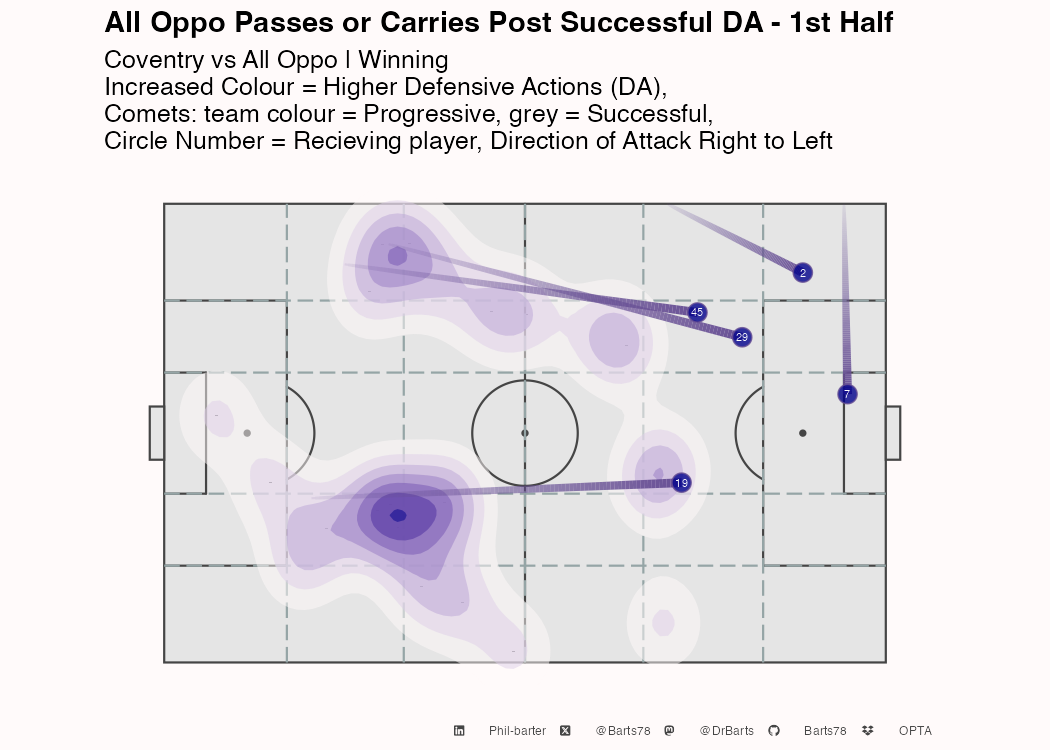 All Oppo Passes or Carries Post Successful DA - 1st Half
Coventry vs All Oppo | Winning
Increased Colour = Higher Defensive Actions (DA),
Comets: team colour = Progressive, grey = Successful,
Circle Number = Recieving player, Direction of Attack Right to Left
2
45
29
7
19
Phil-barter @Barts78 @DrBarts Barts78 OPTA